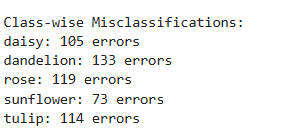 Class-wise Misclassifications:
daisy: 105 errors
dandelion: 133 errors
rose: 119 errors
sunflower: 73 errors
tulip: 114 errors